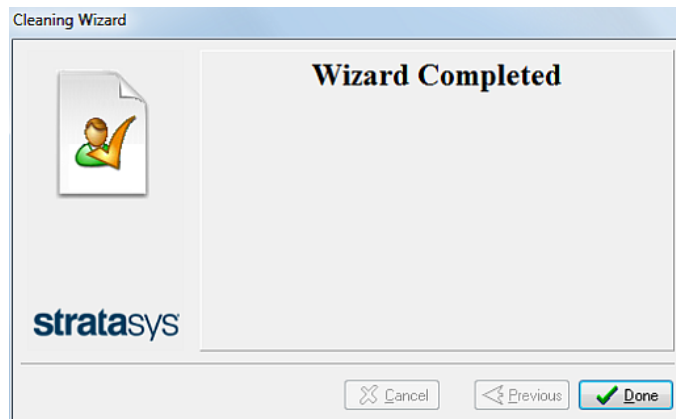 Cleaning Wizard
Wizard Completed
stratasys
Cancel
Previous
Done